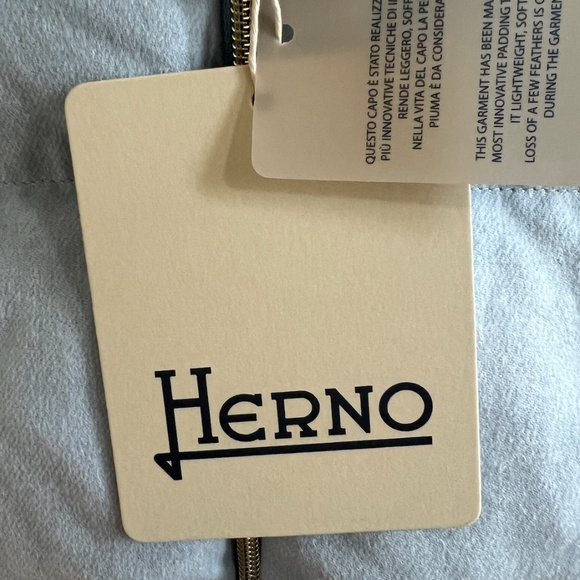 QUESTO CAPO È STATO REALIZZ
PIÙ INNOVATIVE TECNICHE DI I
RENDE LEGGERO, SOFF
NELLA VITA DEL CAPO LA PE
PIUMA È DA CONSIDERA
THIS GARMENT HAS BEEN MA
MOST INNOVATIVE PADDING T
IT LIGHTWEIGHT, SOFT
LOSS OF A FEW FEATHERS IS C
DURING THE GARMEN
HERNO